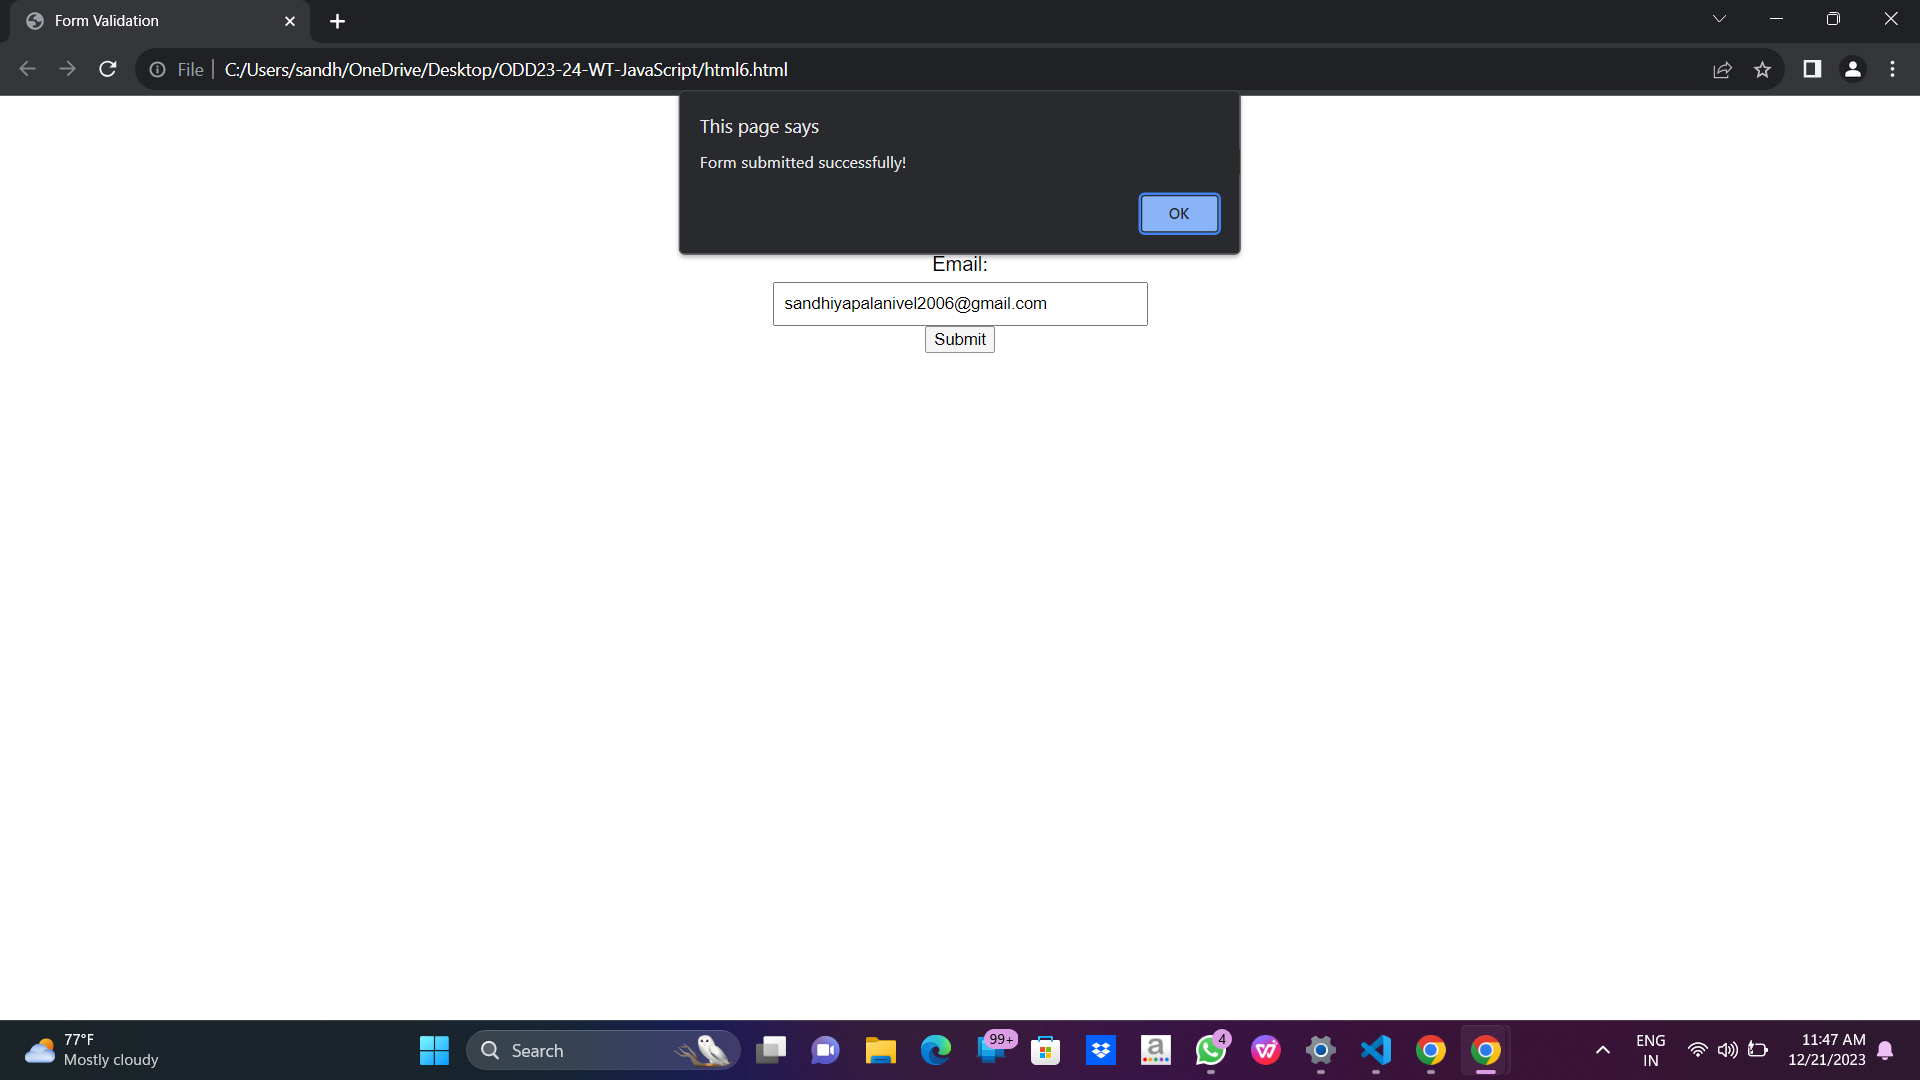 Form Validation
File
C:/Users/sandh/OneDrive/Desktop/ODD23-24-WT-JavaScript/html6.html
This page says
Form submitted successfully!
OK
Email:
sandhiyapalanivel2006@gmail.com
Submit
77°F
Mostly cloudy
Search
99+
a
4
W
ENG
IN
11:47 AM
12/21/2023